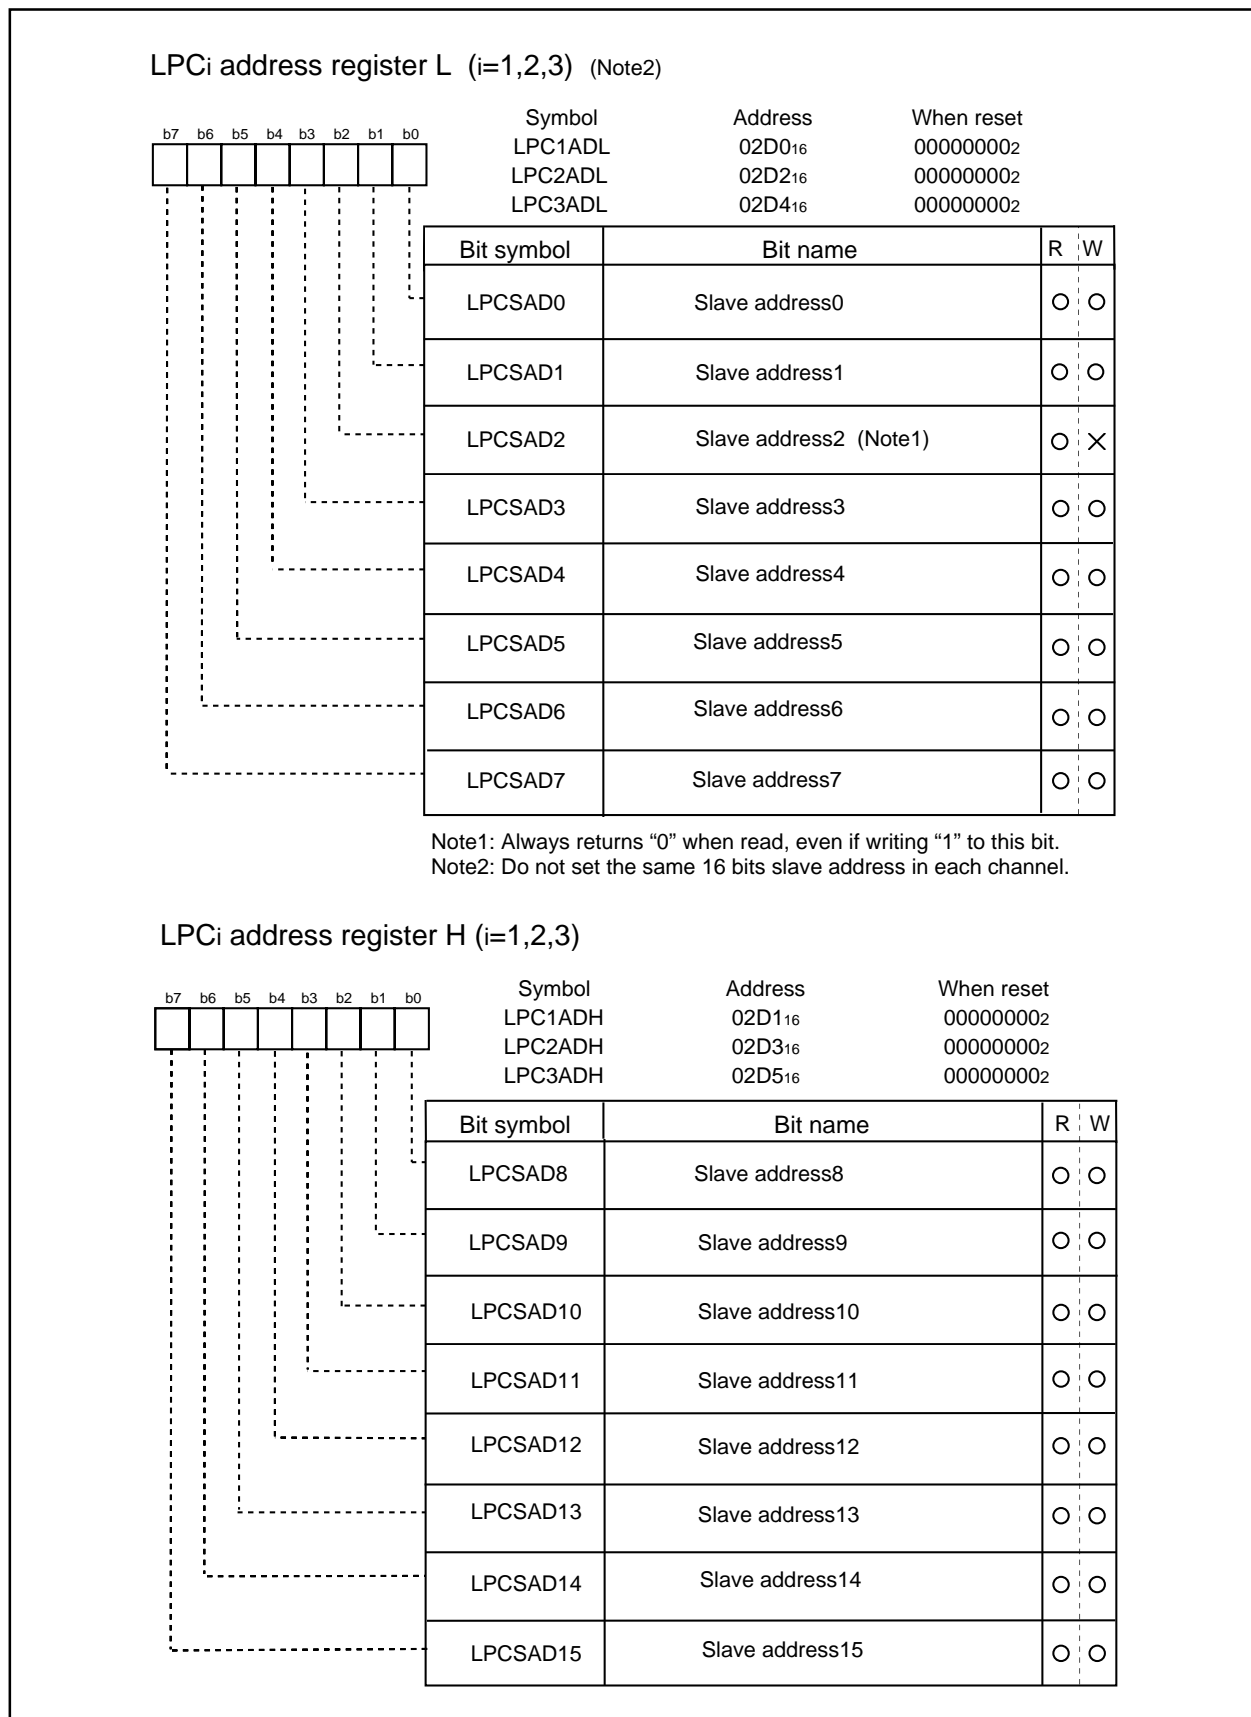 LPCi address register L (i=1,2,3) (Note2)
Symbol Address When reset
b7 b6 b5 b4 b3 b2 b1 b0
LPC1ADL 02D016 000000002
LPC2ADL 02D216 000000002
LPC3ADL 02D416 000000002
Bit symbol Bit name R W
LPCSAD0 Slave address0 O O
LPCSAD1 Slave address1 O O
LPCSAD2 Slave address2 (Note1) O X
LPCSAD3 Slave address3 O O
LPCSAD4 Slave address4 O O
LPCSAD5 Slave address5 O O
LPCSAD6 Slave address6 O O
LPCSAD7 Slave address7 O O
Note1: Always returns “0” when read, even if writing “1” to this bit.
Note2: Do not set the same 16 bits slave address in each channel.
LPCi address register H (i=1,2,3)
Symbol Address When reset
b7 b6 b5 b4 b3 b2 b1 b0
LPC1ADH 02D116 000000002
LPC2ADH 02D316 000000002
LPC3ADH 02D516 000000002
Bit symbol Bit name R W
LPCSAD8 Slave address8 O O
LPCSAD9 Slave address9 O O
LPCSAD10 Slave address10 O O
LPCSAD11 Slave address11 O O
LPCSAD12 Slave address12 O O
LPCSAD13 Slave address13 O O
LPCSAD14 Slave address14 O O
LPCSAD15 Slave address15 O O